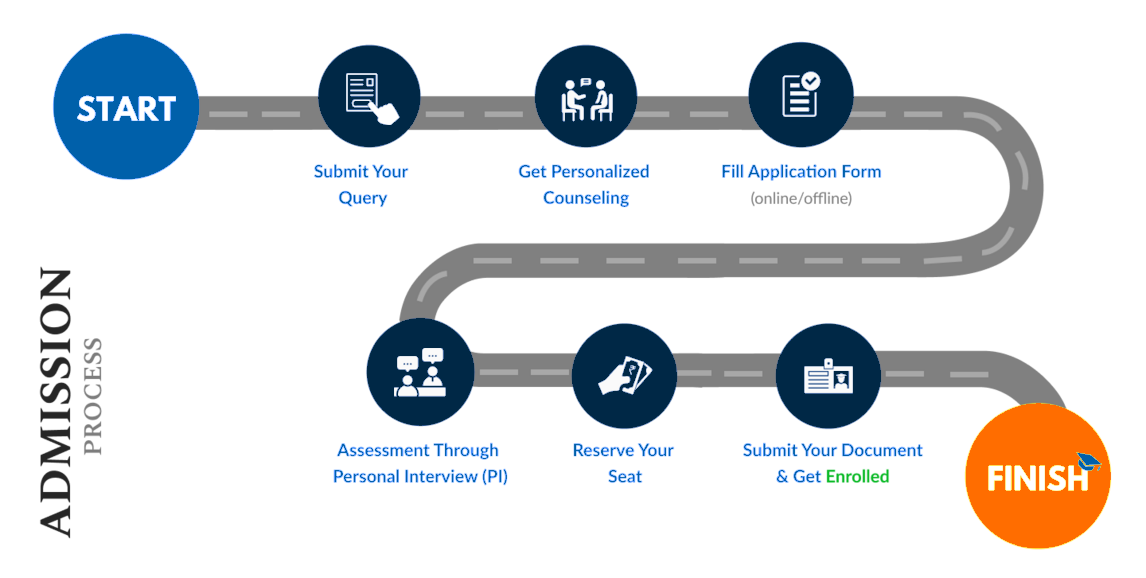 START
Submit Your
Query
Get Personalized
Counseling
Fill Application Form
(online/offline)
ADMISSION
PROCESS
Assessment Through
Personal Interview (PI)
Reserve Your
Seat
Submit Your Document
& Get Enrolled
FINISH